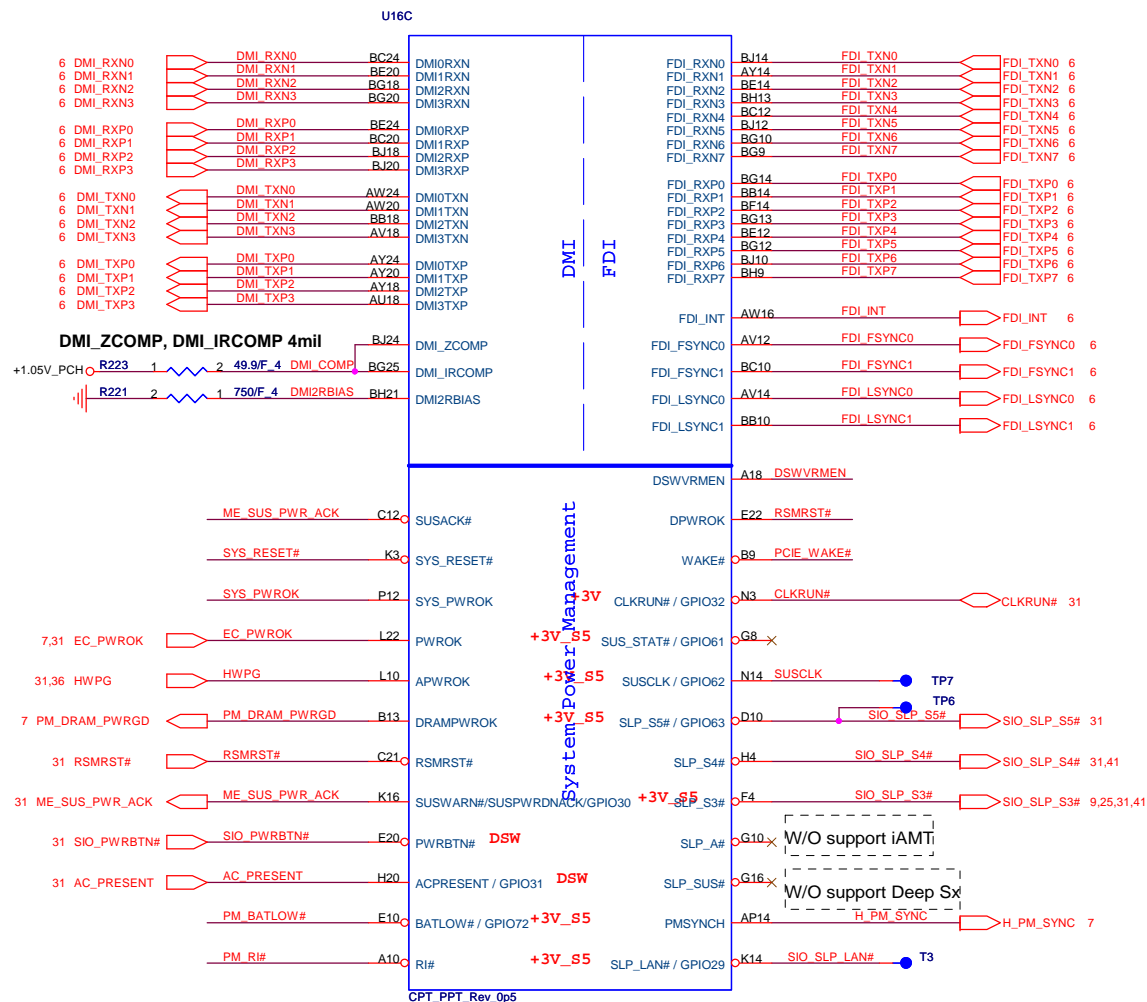 U16C
6 DMI_RXN0 DMI_RXN0 BC24 DMI0RXN FDI_RXN0 BJ14 FDI_TXN0 FDI_TXN0 6
6 DMI_RXN1 DMI_RXN1 BE20 DMI1RXN FDI_RXN1 AY14 FDI_TXN1 FDI_TXN1 6
6 DMI_RXN2 DMI_RXN2 BG18 DMI2RXN FDI_RXN2 BE14 FDI_TXN2 FDI_TXN2 6
6 DMI_RXN3 DMI_RXN3 BG20 DMI3RXN FDI_RXN3 BH13 FDI_TXN3 FDI_TXN3 6
FDI_RXN4 BC12 FDI_TXN4 FDI_TXN4 6
6 DMI_RXP0 DMI_RXP0 BE24 DMI0RXP FDI_RXN5 BJ12 FDI_TXN5 FDI_TXN5 6
6 DMI_RXP1 DMI_RXP1 BC20 DMI1RXP FDI_RXN6 BG10 FDI_TXN6 FDI_TXN6 6
6 DMI_RXP2 DMI_RXP2 BJ18 DMI2RXP FDI_RXN7 BG9 FDI_TXN7 FDI_TXN7 6
6 DMI_RXP3 DMI_RXP3 BJ20 DMI3RXP
FDI_RXP0 BG14 FDI_TXP0 FDI_TXP0 6
6 DMI_TXN0 DMI_TXN0 AW24 DMI0TXN FDI_RXP1 BB14 FDI_TXP1 FDI_TXP1 6
6 DMI_TXN1 DMI_TXN1 AW20 DMI1TXN FDI_RXP2 BF14 FDI_TXP2 FDI_TXP2 6
6 DMI_TXN2 DMI_TXN2 BB18 DMI2TXN FDI_RXP3 BG13 FDI_TXP3 FDI_TXP3 6
6 DMI_TXN3 DMI_TXN3 AV18 DMI3TXN FDI_RXP4 BE12 FDI_TXP4 FDI_TXP4 6
FDI_RXP5 BG12 FDI_TXP5 FDI_TXP5 6
6 DMI_TXP0 DMI_TXP0 AY24 DMI0TXP FDI_RXP6 BJ10 FDI_TXP6 FDI_TXP6 6
6 DMI_TXP1 DMI_TXP1 AY20 DMI1TXP FDI_RXP7 BH9 FDI_TXP7 FDI_TXP7 6
6 DMI_TXP2 DMI_TXP2 AY18 DMI2TXP
6 DMI_TXP3 DMI_TXP3 AU18 DMI3TXP
DMI
FDI
FDI_INT AW16 FDI_INT FDI_INT 6
DMI_ZCOMP, DMI_IRCOMP 4mil
BJ24 DMI_ZCOMP FDI_FSYNC0 AV12 FDI_FSYNC0 FDI_FSYNC0 6
+1.05V_PCH R223 1 2 49.9/F_4 DMI_COMP BG25 DMI_IRCOMP FDI_FSYNC1 BC10 FDI_FSYNC1 FDI_FSYNC1 6
R221 2 1 750/F_4 DMI2RBIAS BH21 DMI2RBIAS FDI_LSYNC0 AV14 FDI_LSYNC0 FDI_LSYNC0 6
FDI_LSYNC1 BB10 FDI_LSYNC1 FDI_LSYNC1 6
System Power Management
DSWVRMEN A18 DSWVRMEN
ME_SUS_PWR_ACK C12 SUSACK# DPWROK E22 RSMRST#
SYS_RESET# K3 SYS_RESET# WAKE# B9 PCIE_WAKE#
SYS_PWROK P12 SYS_PWROK +3V CLKRUN# / GPIO32 N3 CLKRUN# CLKRUN# 31
7,31 EC_PWROK EC_PWROK L22 PWROK +3V_S5 SUS_STAT# / GPIO61 G8
31,36 HWPG HWPG L10 APWROK +3V_S5 SUSCLK / GPIO62 N14 SUSCLK TP7
TP6
7 PM_DRAM_PWRGD PM_DRAM_PWRGD B13 DRAMPWROK +3V_S5 SLP_S5# / GPIO63 D10 SIO_SLP_S5# SIO_SLP_S5# 31
31 RSMRST# RSMRST# C21 RSMRST# SLP_S4# H4 SIO_SLP_S4# SIO_SLP_S4# 31,41
31 ME_SUS_PWR_ACK ME_SUS_PWR_ACK K16 SUSWARN#/SUSPWRDNACK/GPIO30 +3V_S5 SLP_S3# F4 SIO_SLP_S3# SIO_SLP_S3# 9,25,31,41
31 SIO_PWRBTN# SIO_PWRBTN# E20 PWRBTN# DSW SLP_A# G10 W/O support iAMT
31 AC_PRESENT AC_PRESENT H20 ACPRESENT / GPIO31 DSW SLP_SUS# G16 W/O support Deep Sx
PM_BATLOW# E10 BATLOW# / GPIO72 +3V_S5 PMSYNCH AP14 H_PM_SYNC H_PM_SYNC 7
PM_RI# A10 RI# +3V_S5 SLP_LAN# / GPIO29 K14 SIO_SLP_LAN# T3
CPT_PPT_Rev_0p5